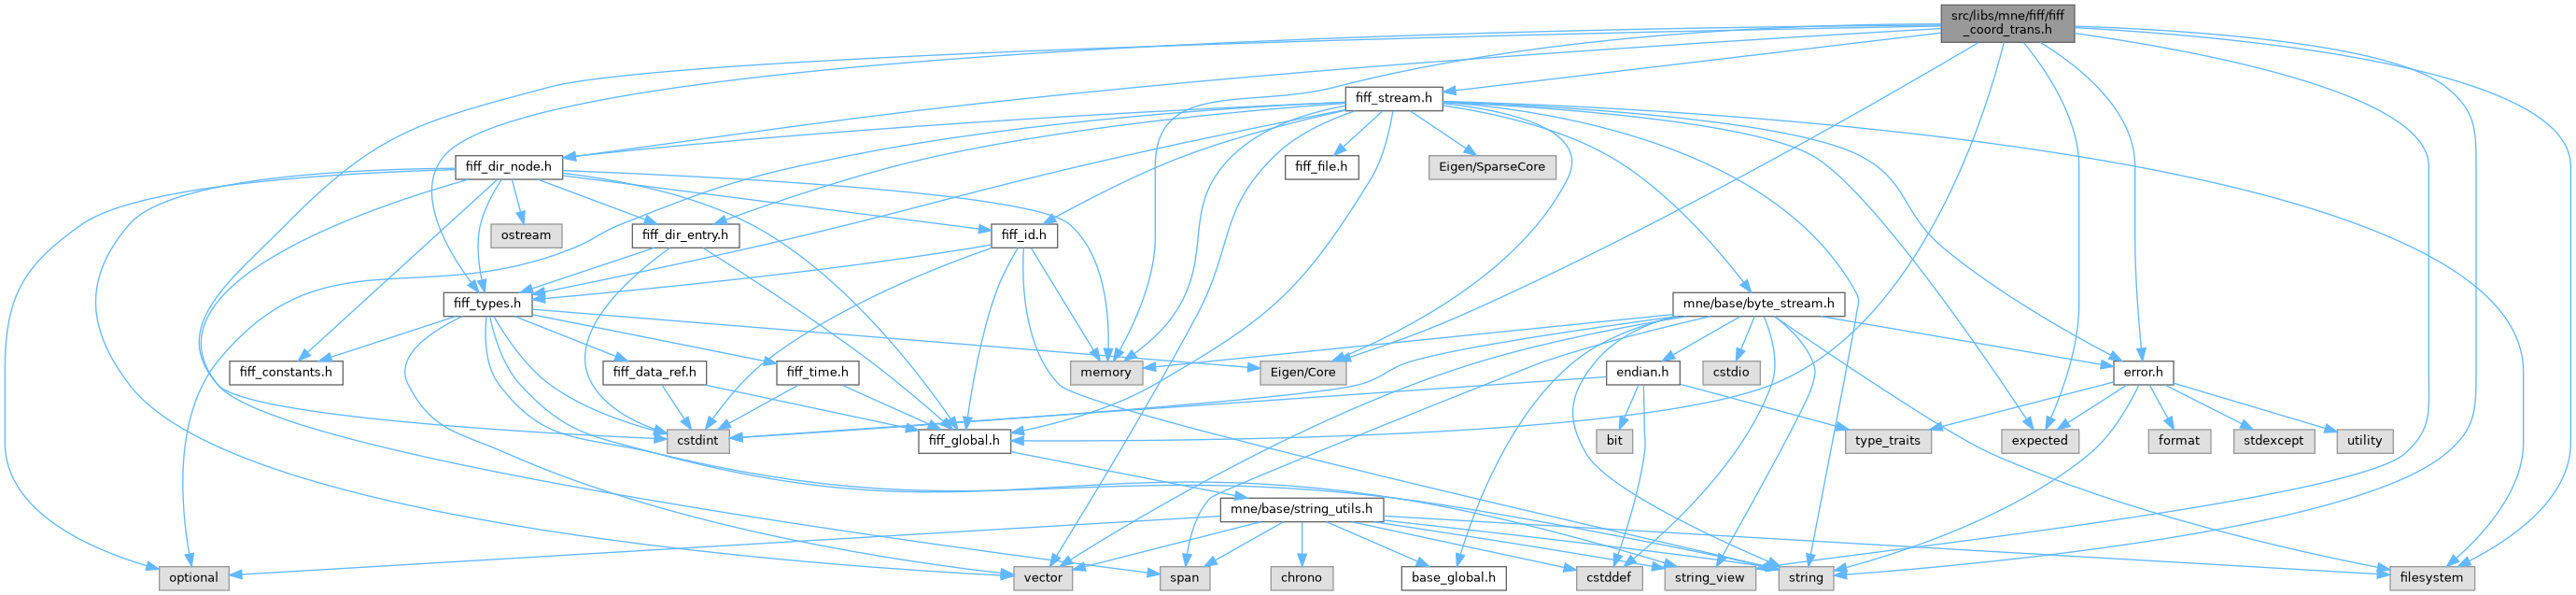 src/libs/mne/fiff/fiff
_coord_trans.h
fiff_stream.h
fiff_dir_node.h
fiff_file.h
Eigen/SparseCore
ostream
fiff_dir_entry.h
fiff_id.h
fiff_types.h
mne/base/byte_stream.h
fiff_constants.h
fiff_data_ref.h
fiff_time.h
memory
Eigen/Core
endian.h
cstdio
error.h
cstdint
fiff_global.h
bit
type_traits
expected
format
stdexcept
utility
mne/base/string_utils.h
optional
vector
span
chrono
base_global.h
cstddef
string_view
string
filesystem